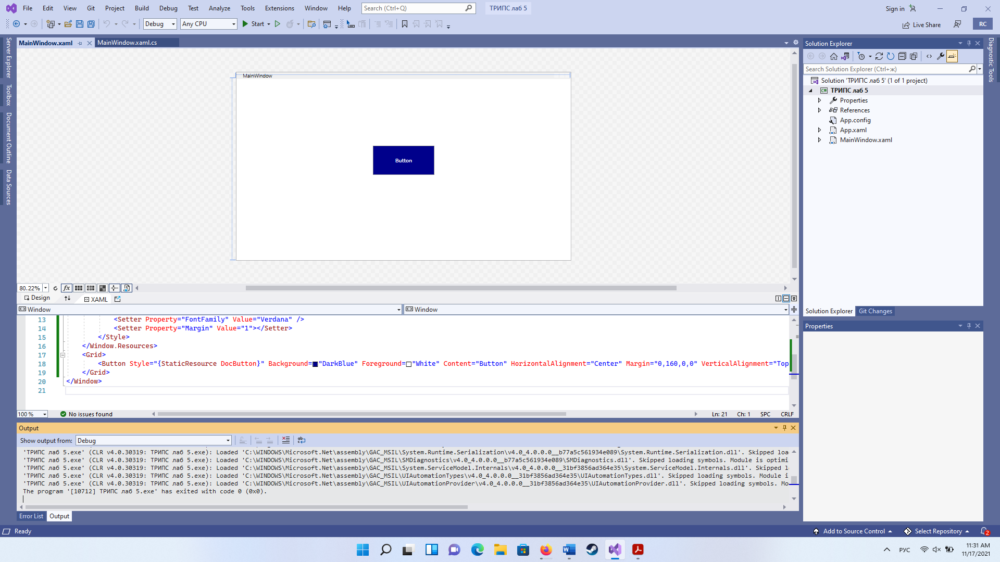 File Edit View Git Project Build Debug Test Analyze Tools Extensions Window Help Search (Ctrl+Q) ТРИПС лаб 5 Sign in
Debug Any CPU Start Live Share RC
MainWindow.xaml MainWindow.xaml.cs
Server Explorer
Toolbox
Document Outline
Data Sources
MainWindow
Button
80.22%
Design XAML
Window Window
13 <Setter Property="FontFamily" Value="Verdana" />
14 <Setter Property="Margin" Value="1"></Setter>
15 </Style>
16 </Window.Resources>
17 <Grid>
18 <Button Style="{StaticResource DocButton}" Background="DarkBlue" Foreground="White" Content="Button" HorizontalAlignment="Center" Margin="0,160,0,0" VerticalAlignment="Top
19 </Grid>
20 </Window>
21
100 % No issues found Ln: 21 Ch: 1 SPC CRLF
Output
Show output from: Debug
'ТРИПС лаб 5.exe' (CLR v4.0.30319: ТРИПС лаб 5.exe): Loaded 'C:\WINDOWS\Microsoft.Net\assembly\GAC_MSIL\System.Runtime.Serialization\v4.0_4.0.0.0__b77a5c561934e089\System.Runtime.Serialization.dll'. Skipped loa
'ТРИПС лаб 5.exe' (CLR v4.0.30319: ТРИПС лаб 5.exe): Loaded 'C:\WINDOWS\Microsoft.Net\assembly\GAC_MSIL\SMDiagnostics\v4.0_4.0.0.0__b77a5c561934e089\SMDiagnostics.dll'. Skipped loading symbols. Module is optimi
'ТРИПС лаб 5.exe' (CLR v4.0.30319: ТРИПС лаб 5.exe): Loaded 'C:\WINDOWS\Microsoft.Net\assembly\GAC_MSIL\System.ServiceModel.Internals\v4.0_4.0.0.0__31bf3856ad364e35\System.ServiceModel.Internals.dll'. Skipped l
'ТРИПС лаб 5.exe' (CLR v4.0.30319: ТРИПС лаб 5.exe): Loaded 'C:\WINDOWS\Microsoft.Net\assembly\GAC_MSIL\UIAutomationTypes\v4.0_4.0.0.0__31bf3856ad364e35\UIAutomationTypes.dll'. Skipped loading symbols. Module i
'ТРИПС лаб 5.exe' (CLR v4.0.30319: ТРИПС лаб 5.exe): Loaded 'C:\WINDOWS\Microsoft.Net\assembly\GAC_MSIL\UIAutomationProvider\v4.0_4.0.0.0__31bf3856ad364e35\UIAutomationProvider.dll'. Skipped loading symbols. Mo
The program '[10712] ТРИПС лаб 5.exe' has exited with code 0 (0x0).
Error List Output
Solution Explorer
Search Solution Explorer (Ctrl+ж)
Solution 'ТРИПС лаб 5' (1 of 1 project)
ТРИПС лаб 5
Properties
References
App.config
App.xaml
MainWindow.xaml
Solution Explorer Git Changes
Properties
Diagnostic Tools
Ready Add to Source Control Select Repository 2
РУС 11:31 AM
11/17/2021